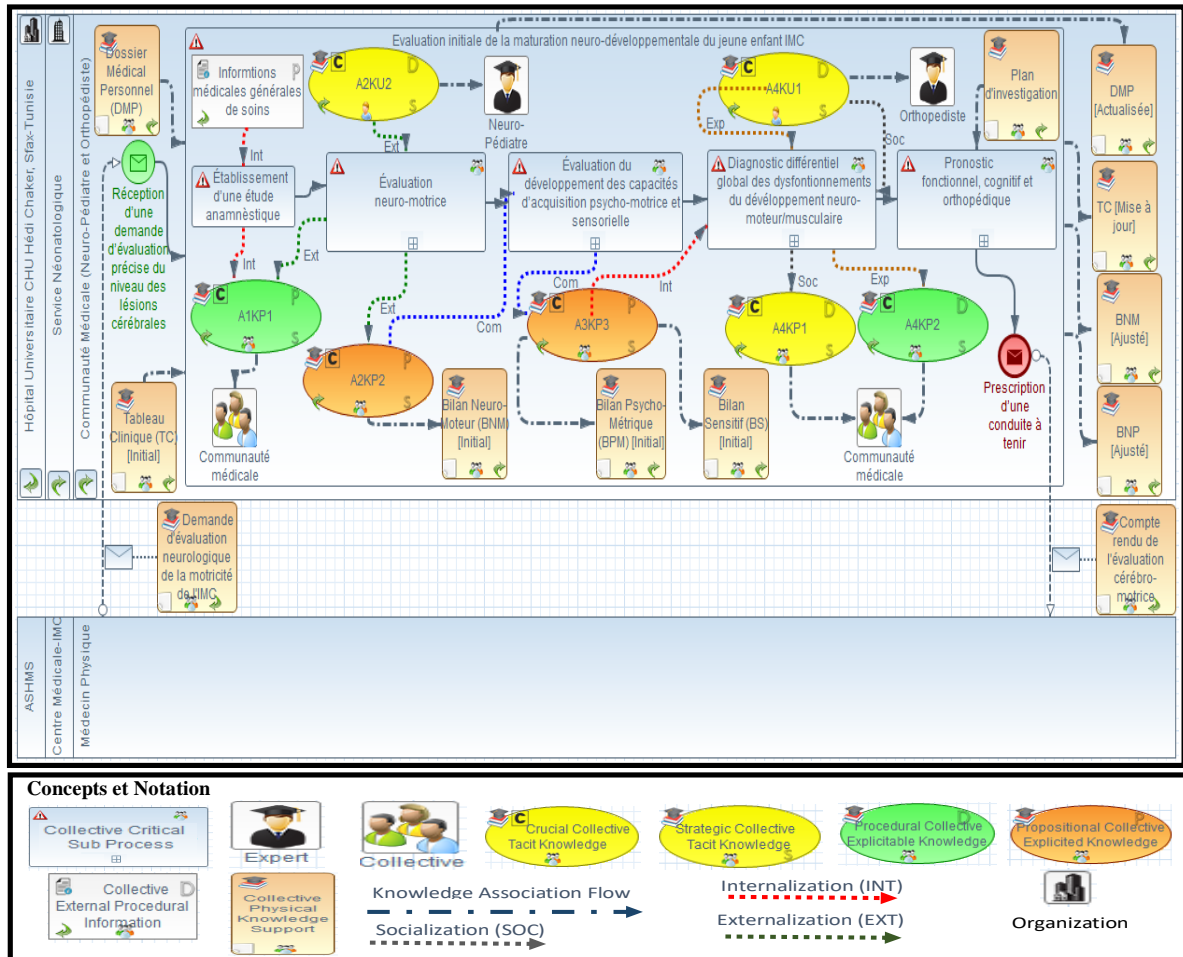 Hôpital Universitaire CHU Hédi Chaker, Sfax-Tunisie
Service Néonatologique
Communauté Médicale (Neuro-Pédiatre et Orthopédiste)
Dossier
Médical
Personnel
(DMP)
Réception
d'une
demande
d'évaluation
précise du
niveau des
lésions
cérébrales
Tableau
Clinique (TC)
[Initial]
Evaluation initiale de la maturation neuro-développementale du jeune enfant IMC
Informtions P
médicales générales
de soins
C D
A2KU2
S
Neuro-
Pédiatre
C D
A4KU1
S
Orthopediste
Plan
d'investigation
Int
Ext
Exp
Soc
Établissement
d'une étude
anamnèstique
Évaluation
neuro-motrice
Évaluation du
développement des capacités
d'acquisition psycho-motrice et
sensorielle
Diagnostic différentiel
global des dysfontionnements
du dévéloppement neuro-
moteur/musculaire
Pronostic
fonctionnel, cognitif et
orthopédique
Int
Ext
Ext
Com
Com
Int
Soc
Exp
C P
A1KP1
S
C P
A2KP2
S
C P
A3KP3
S
C D
A4KP1
S
C D
A4KP2
S
Communauté
médicale
Bilan Neuro-
Moteur (BNM)
[Initial]
Bilan Psycho-
Métrique
(BPM) [Initial]
Bilan
Sensitif (BS)
[Initial]
Communauté
médicale
Prescription
d'une
conduite à
tenir
DMP
[Actualisée]
TC [Mise à
jour]
BNM
[Ajusté]
BNP
[Ajusté]
Demande
d'évaluation
neurologique
de la motricité
de l'IMC
Compte
rendu de
l'évaluation
cérébro-
motrice
ASHMS
Centre Médicale-IMC
Médecin Physique
Concepts et Notation
Collective Critical
Sub Process
Expert
Collective
C Crucial Collective
Tacit Knowledge
Strategic Collective
Tacit Knowledge
S
Procedural Collective
Explicitable Knowledge
D
Propositional Collective
Explicited Knowledge
P
Collective D
External Procedural
Information
Collective
Physical
Knowledge
Support
Knowledge Association Flow
Socialization (SOC)
Internalization (INT)
Externalization (EXT)
Organization